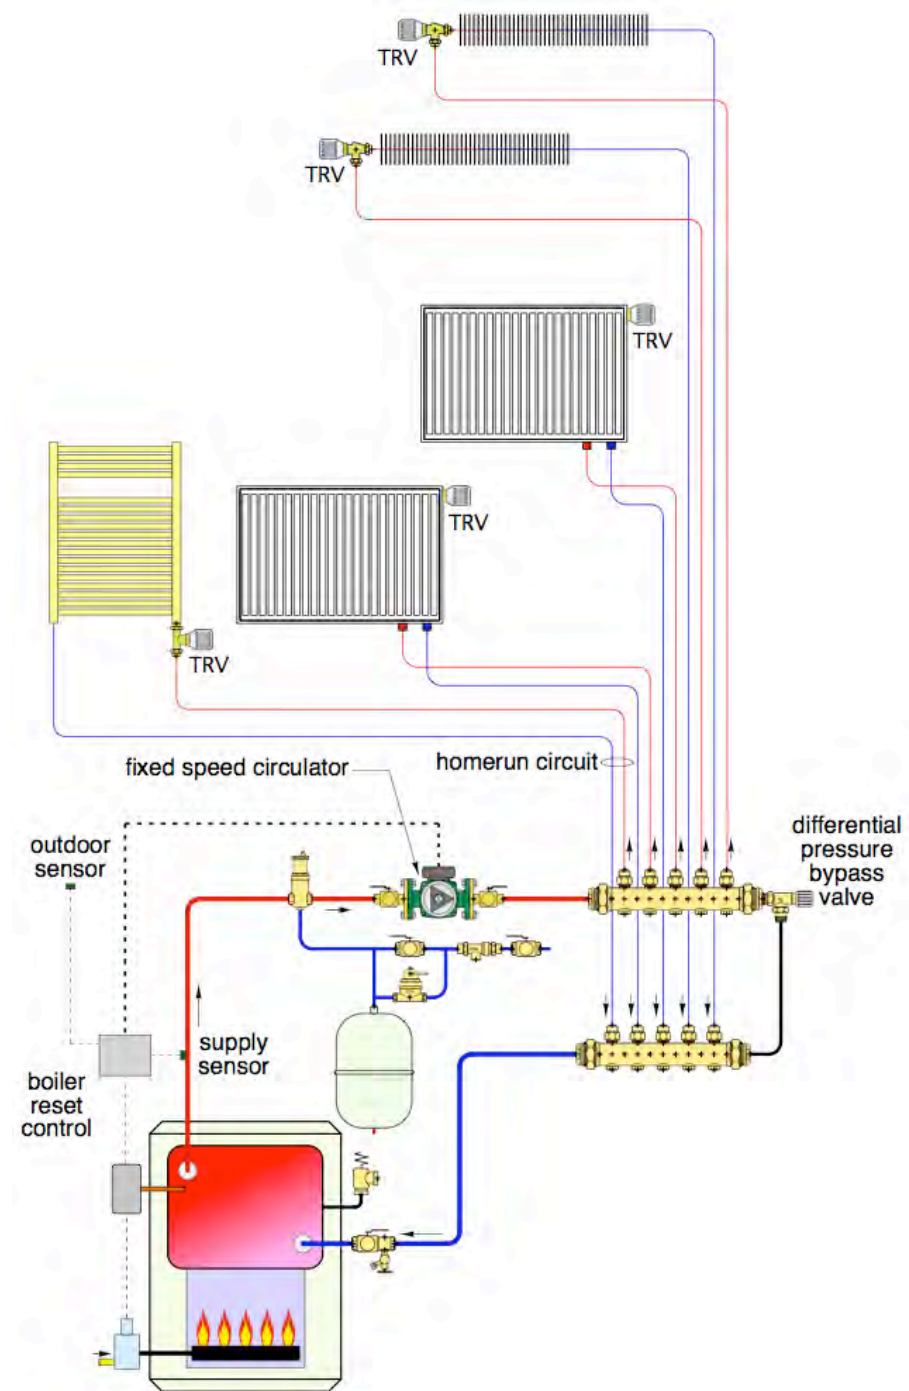 TRV
TRV
TRV
TRV
TRV
homerun circuit
fixed speed circulator
differential
pressure
bypass
valve
outdoor
sensor
supply
sensor
boiler
reset
control